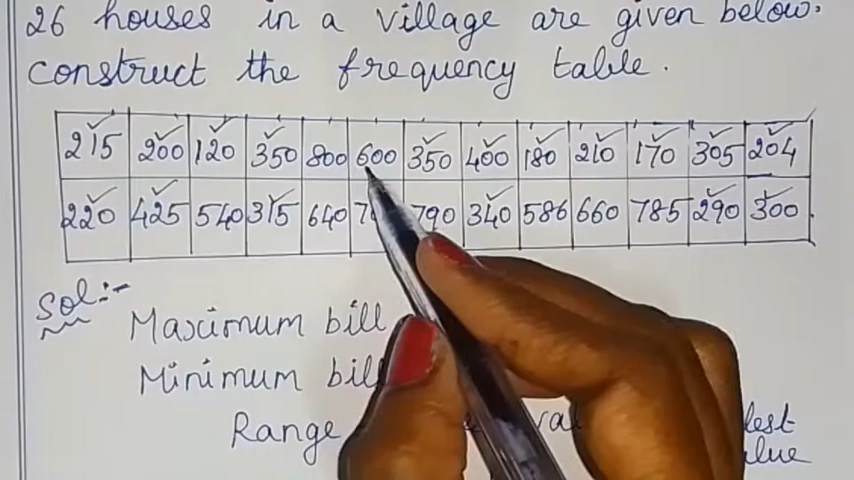 26 houses in a village are given below.
construct the frequency table.
215 200 120 350 800 600 350 400 180 210 170 305 204
220 425 540 315 640 790 340 586 660 785 290 300
Sol:-
Maximum bill
Minimum bill
Range